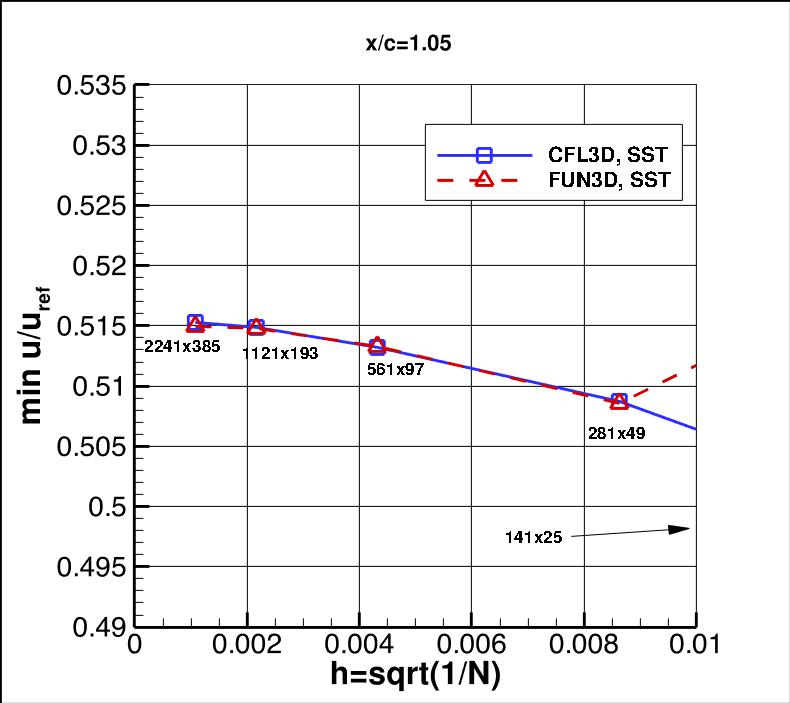 x/c=1.05
0.535
0.53
0.525
0.52
0.515
0.51
0.505
0.5
0.495
0.49
min u/uref
CFL3D, SST
FUN3D, SST
2241x385
1121x193
561x97
281x49
141x25
0
0.002
0.004
0.006
0.008
0.01
h=sqrt(1/N)